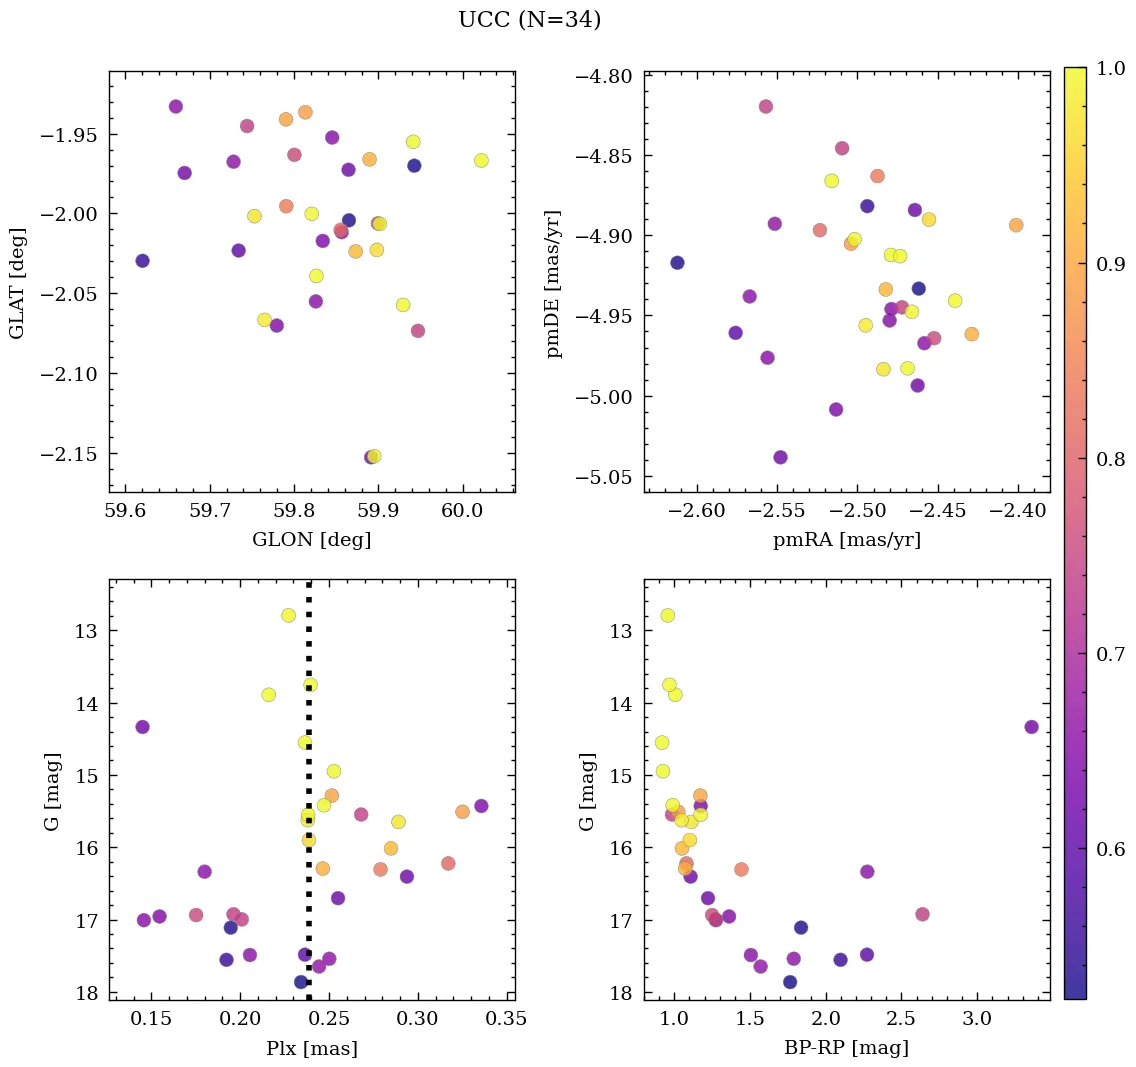 UCC (N=34)
−1.95
−2.00
−2.05
−2.10
−2.15
GLAT [deg]
59.6 59.7 59.8 59.9 60.0
GLON [deg]
−4.80
−4.85
−4.90
−4.95
−5.00
−5.05
pmDE [mas/yr]
−2.60 −2.55 −2.50 −2.45 −2.40
pmRA [mas/yr]
13
14
15
16
17
18
G [mag]
0.15 0.20 0.25 0.30 0.35
Plx [mas]
13
14
15
16
17
18
G [mag]
1.0 1.5 2.0 2.5 3.0
BP-RP [mag]
1.0
0.9
0.8
0.7
0.6